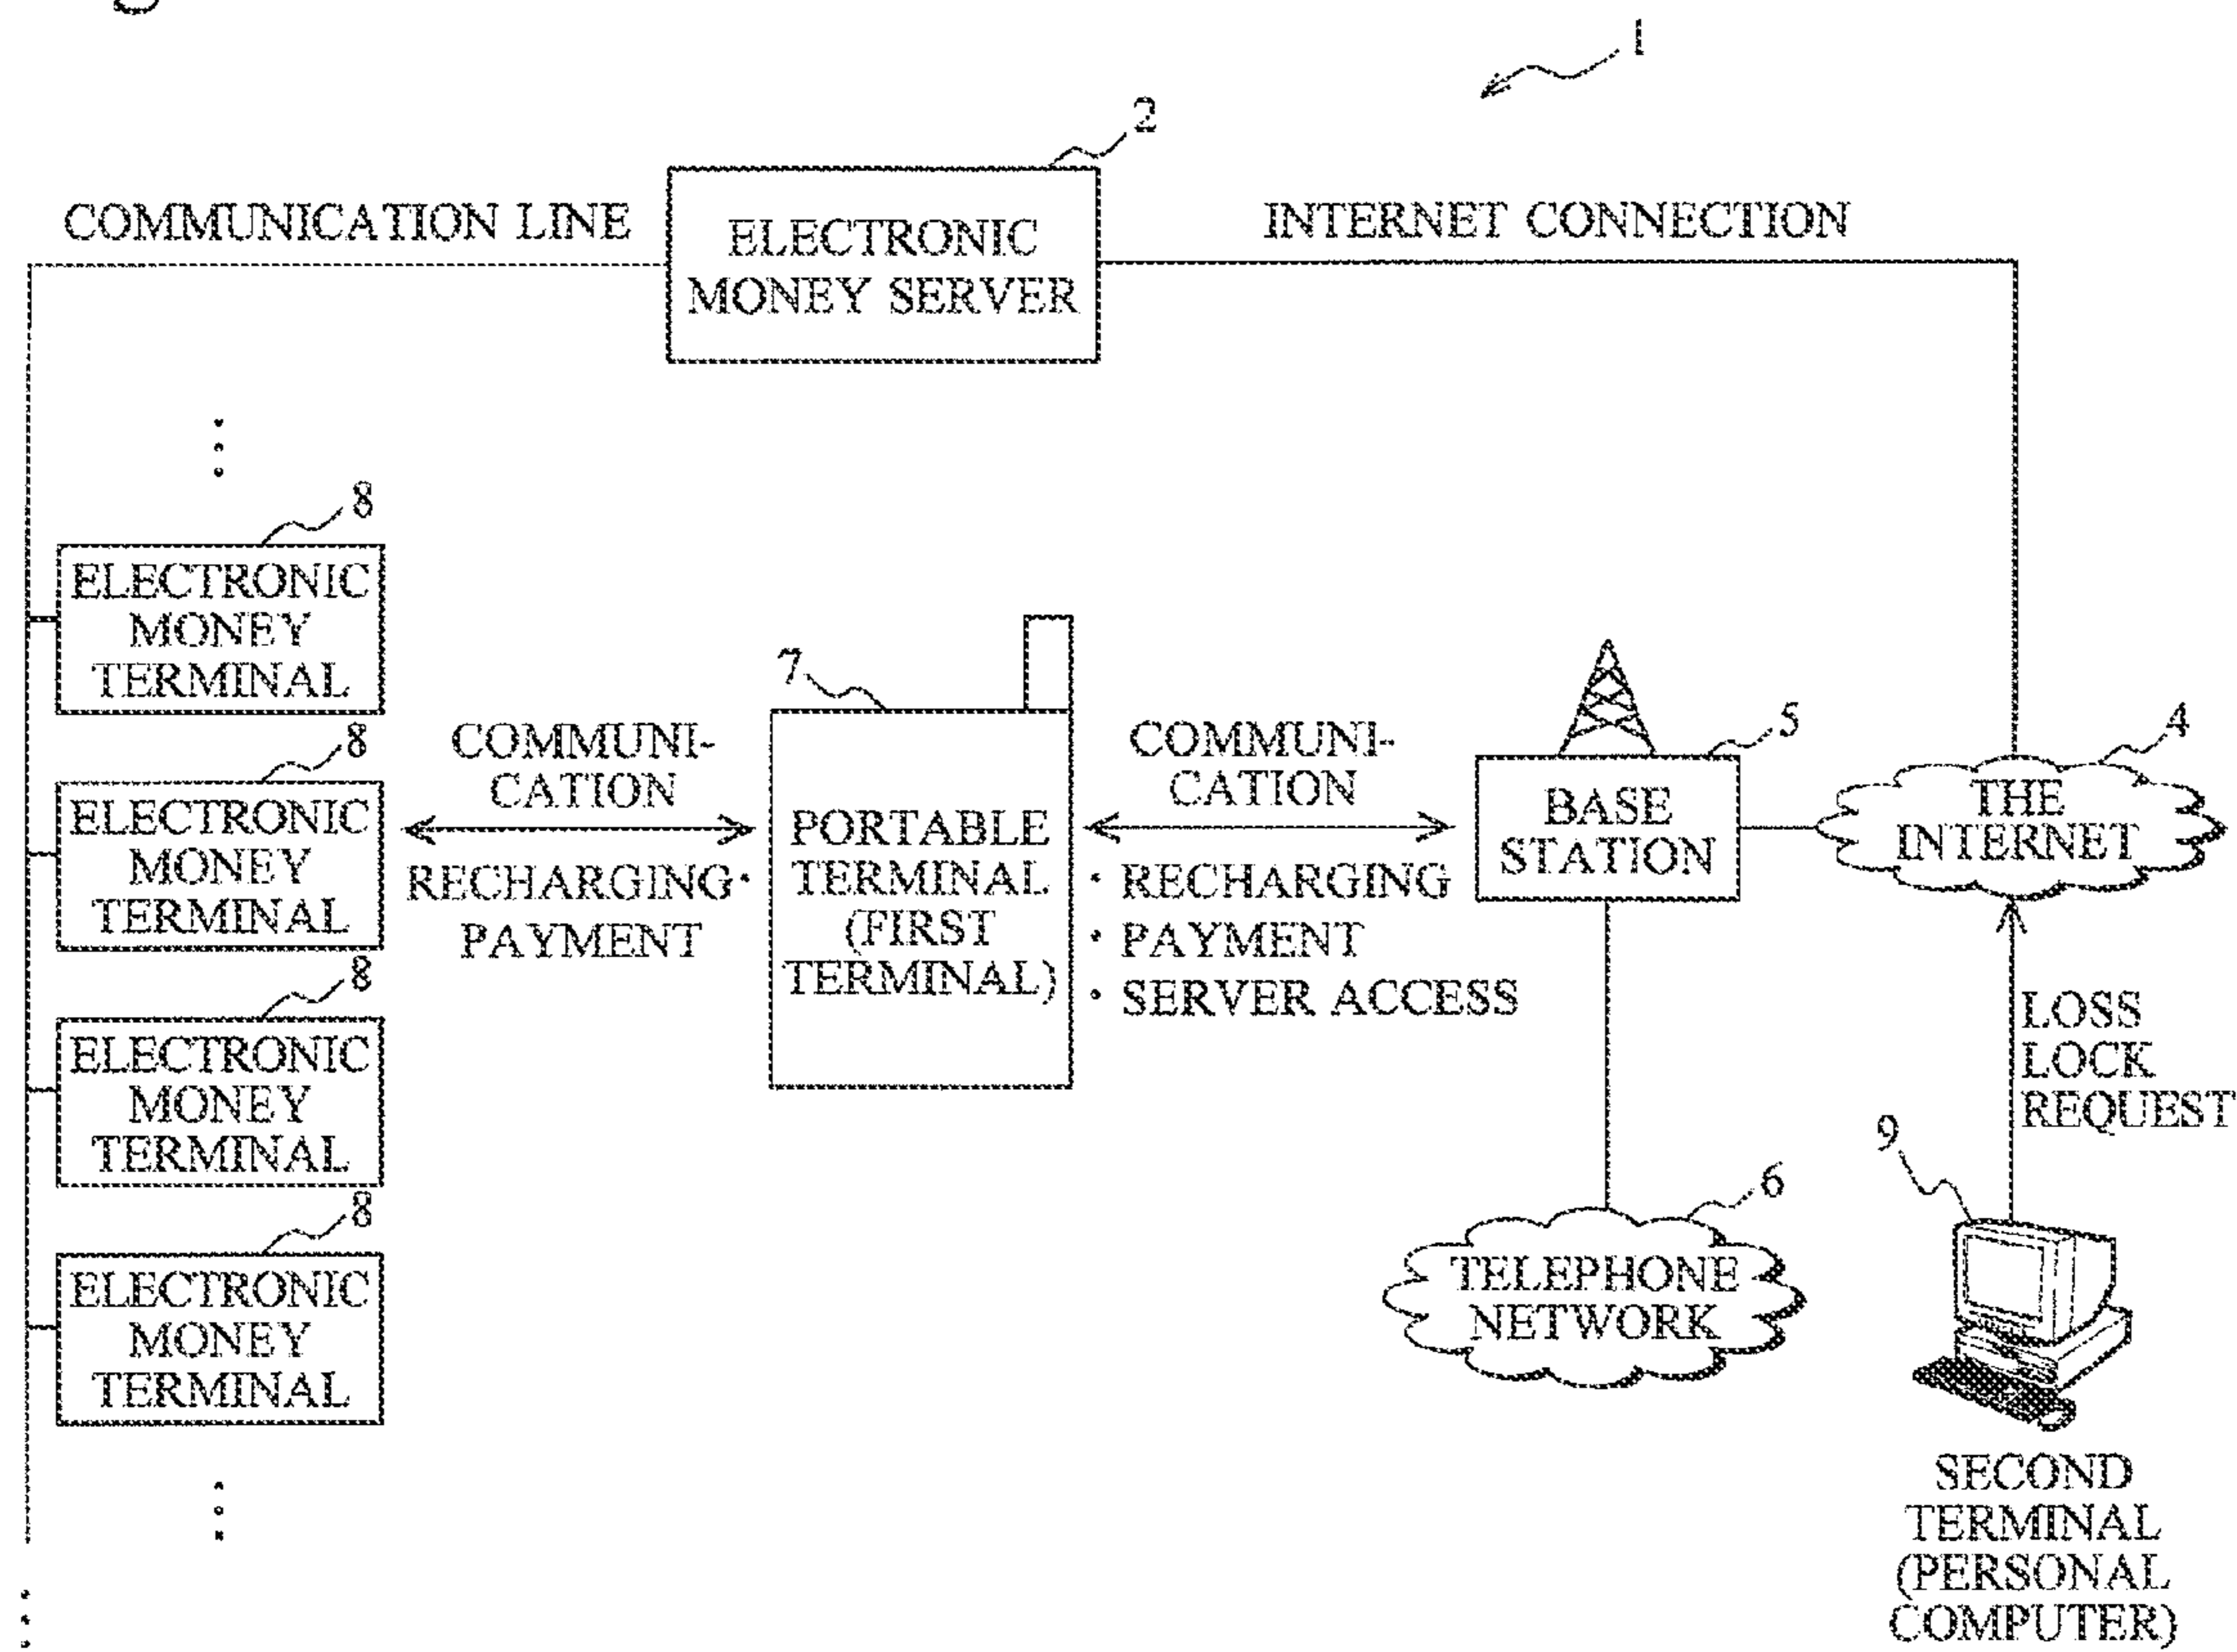 1
2
COMMUNICATION LINE
ELECTRONIC
MONEY SERVER
INTERNET CONNECTION
8
ELECTRONIC
MONEY
TERMINAL
8
ELECTRONIC
MONEY
TERMINAL
8
ELECTRONIC
MONEY
TERMINAL
8
ELECTRONIC
MONEY
TERMINAL
COMMUNI-
CATION
RECHARGING·
PAYMENT
7
PORTABLE
TERMINAL
(FIRST
TERMINAL)
COMMUNI-
CATION
· RECHARGING
· PAYMENT
· SERVER ACCESS
5
BASE
STATION
4
THE
INTERNET
6
TELEPHONE
NETWORK
LOSS
LOCK
REQUEST
9
SECOND
TERMINAL
(PERSONAL
COMPUTER)